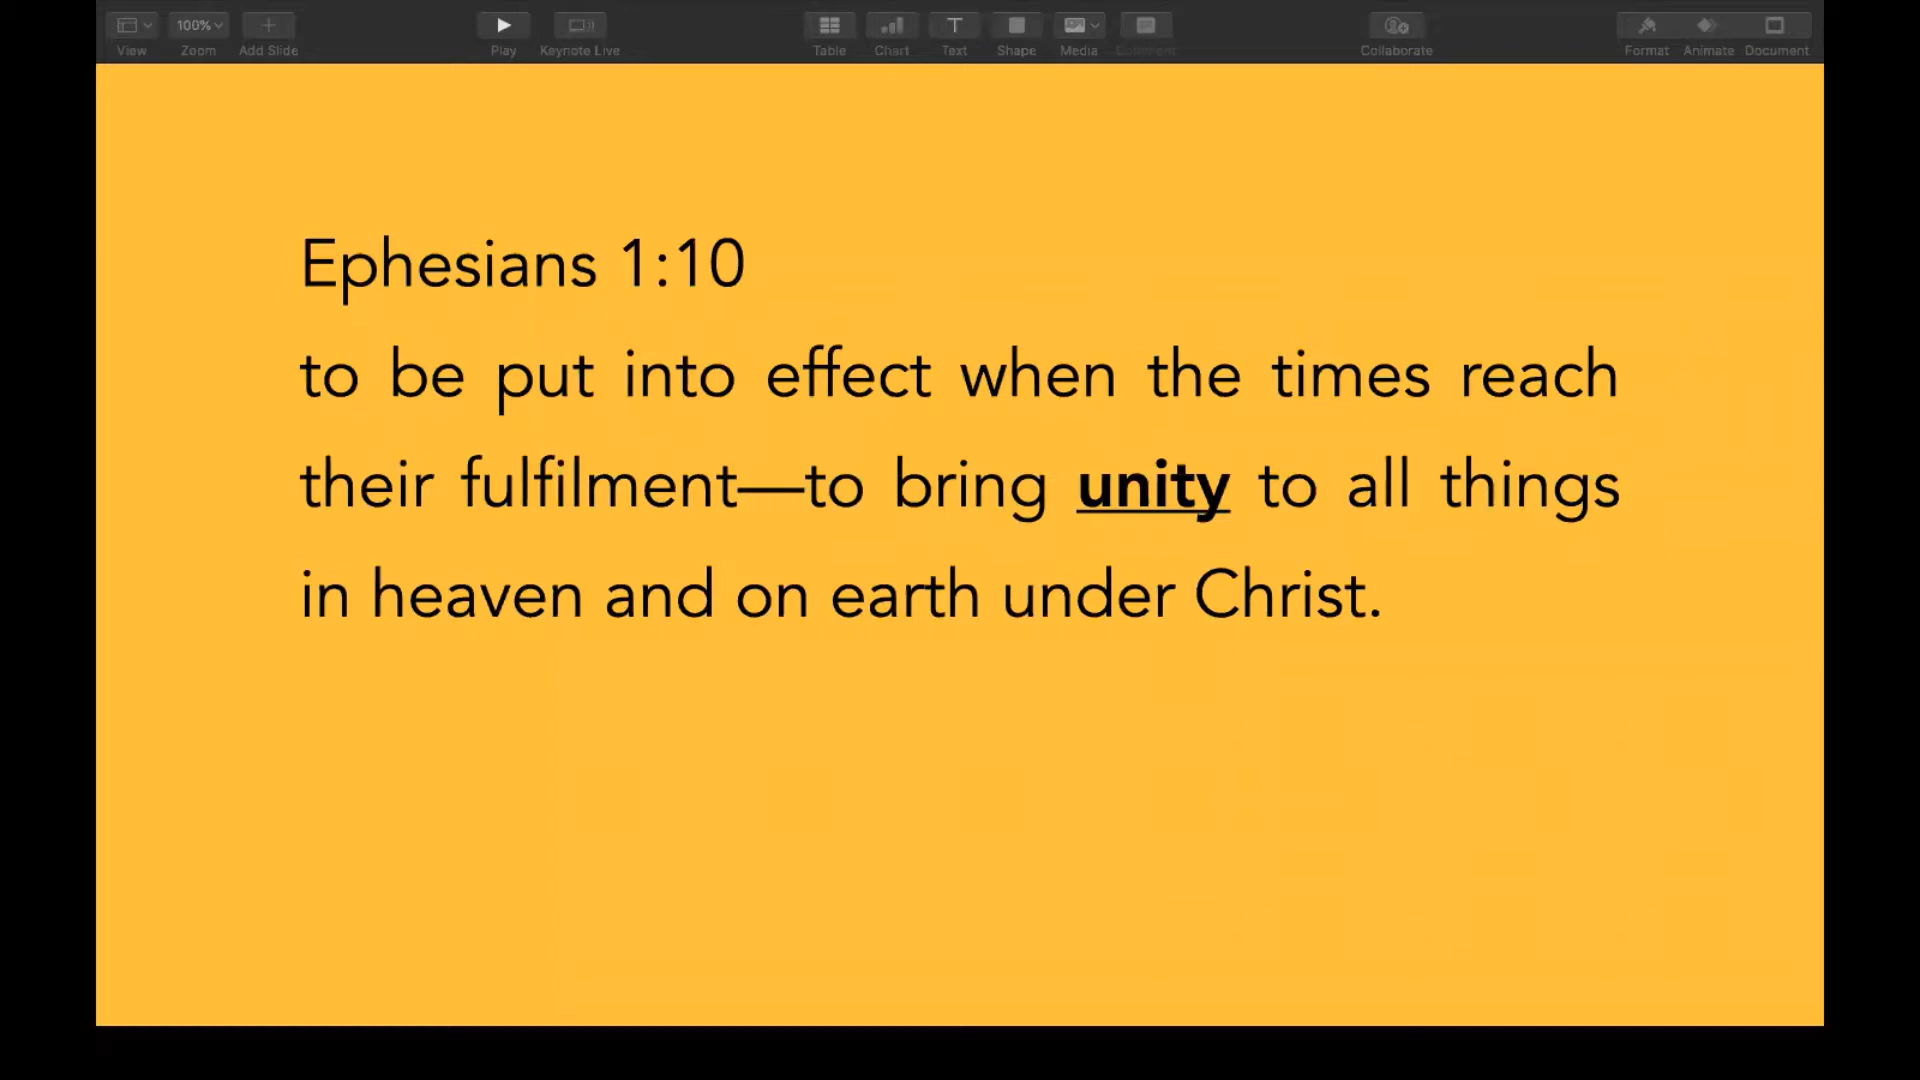 100%
View Zoom Add Slide Play Keynote Live Table Chart Text Shape Media Comment Collaborate Format Animate Document
Ephesians 1:10
to be put into effect when the times reach
their fulfilment—to bring unity to all things
in heaven and on earth under Christ.